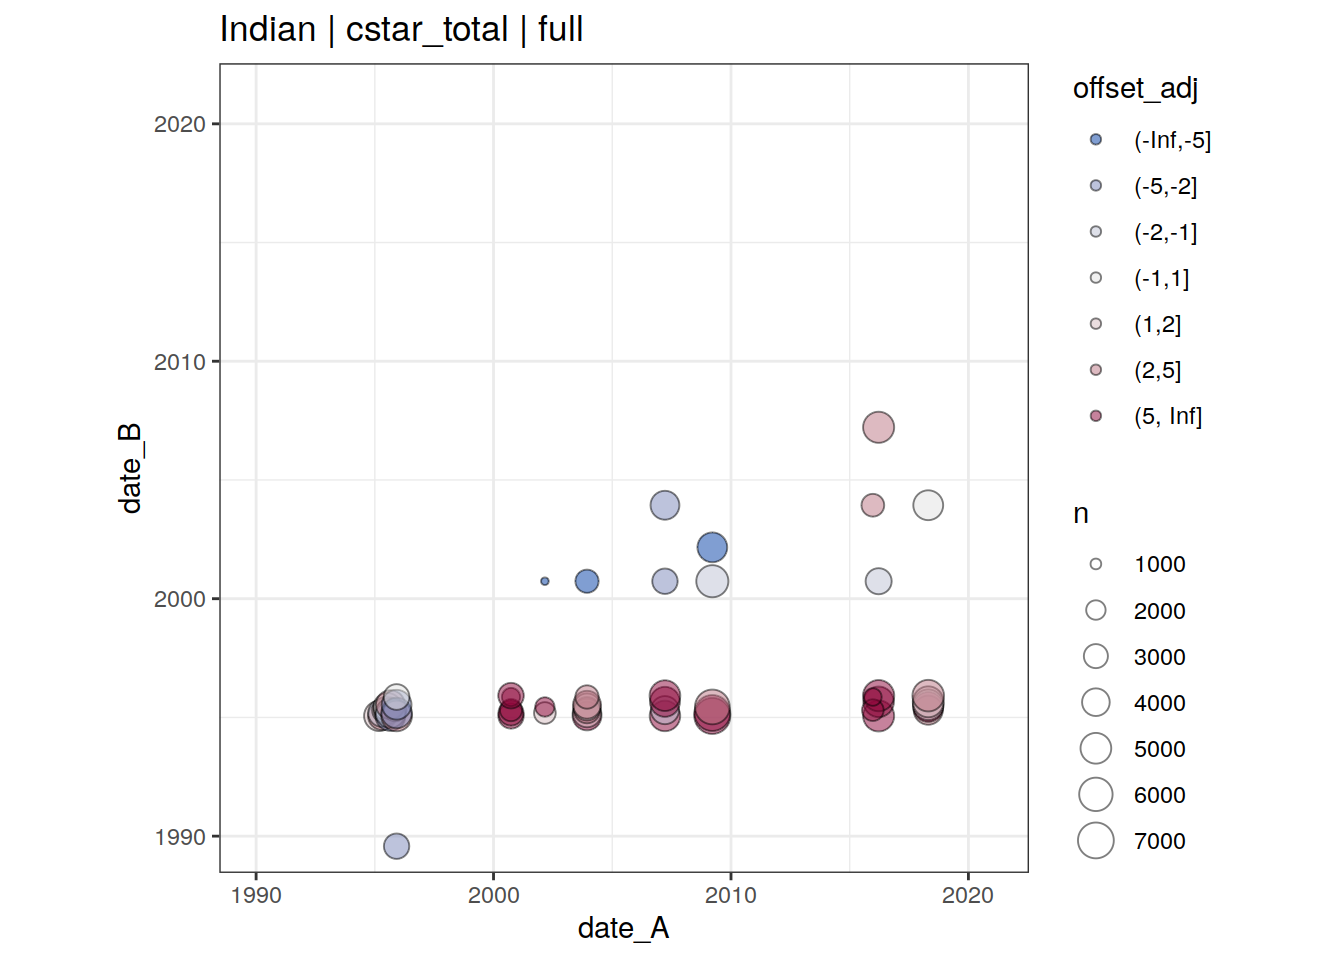 Indian | cstar_total | full
2020
2010
2000
1990
date_B
1990
2000
2010
2020
date_A
offset_adj
(-Inf,-5]
(-5,-2]
(-2,-1]
(-1,1]
(1,2]
(2,5]
(5, Inf]
n
1000
2000
3000
4000
5000
6000
7000